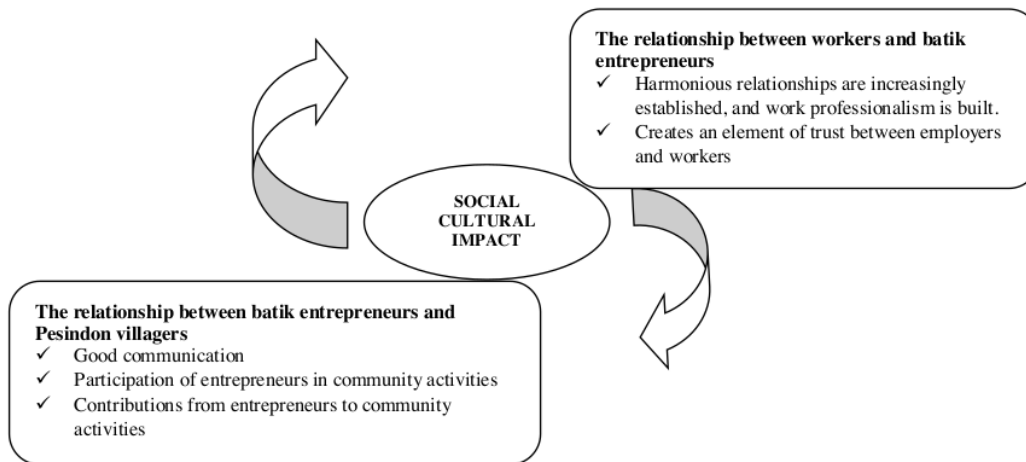 The relationship between workers and batik
entrepreneurs
✓ Harmonious relationships are increasingly
established, and work professionalism is built.
✓ Creates an element of trust between employers
and workers
SOCIAL
CULTURAL
IMPACT
The relationship between batik entrepreneurs and
Pesindon villagers
✓ Good communication
✓ Participation of entrepreneurs in community activities
✓ Contributions from entrepreneurs to community
activities